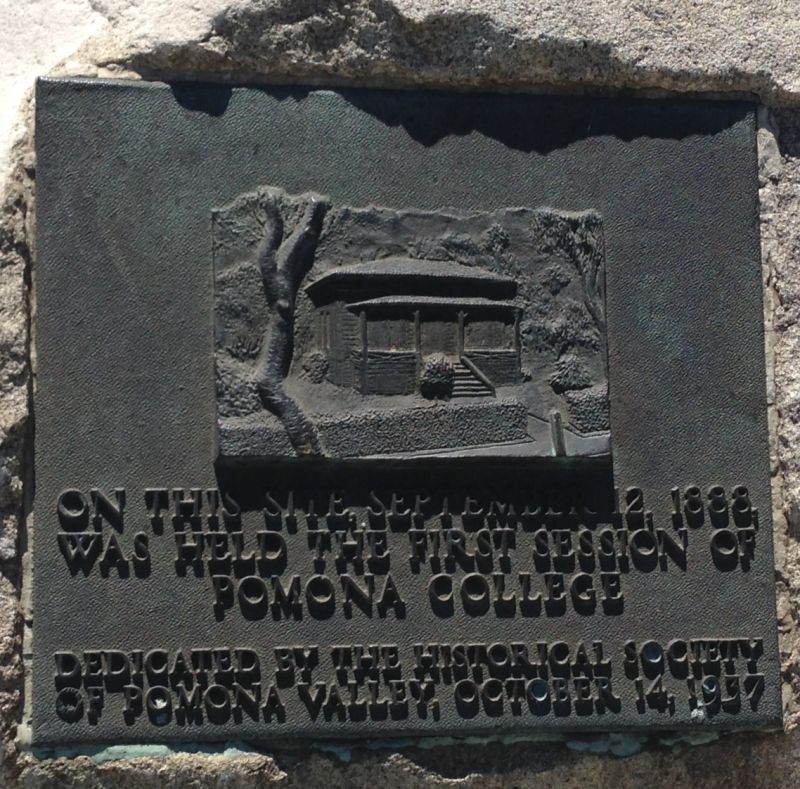 ON THIS SITE, SEPTEMBER 12, 1888,
WAS HELD THE FIRST SESSION OF
POMONA COLLEGE
DEDICATED BY THE HISTORICAL SOCIETY
OF POMONA VALLEY, OCTOBER 14, 1937